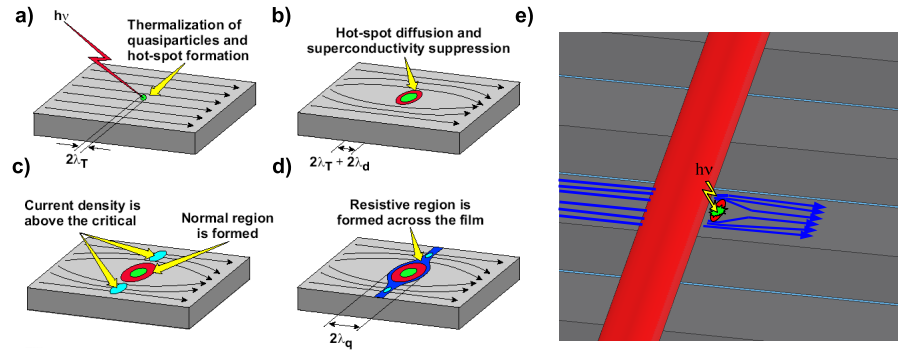 a)
hν
Thermalization of
quasiparticles and
hot-spot formation
2λT
b)
Hot-spot diffusion and
superconductivity suppression
2λT + 2λd
c)
Current density is
above the critical
Normal region
is formed
d)
Resistive region is
formed across the film
2λq
e)
hν